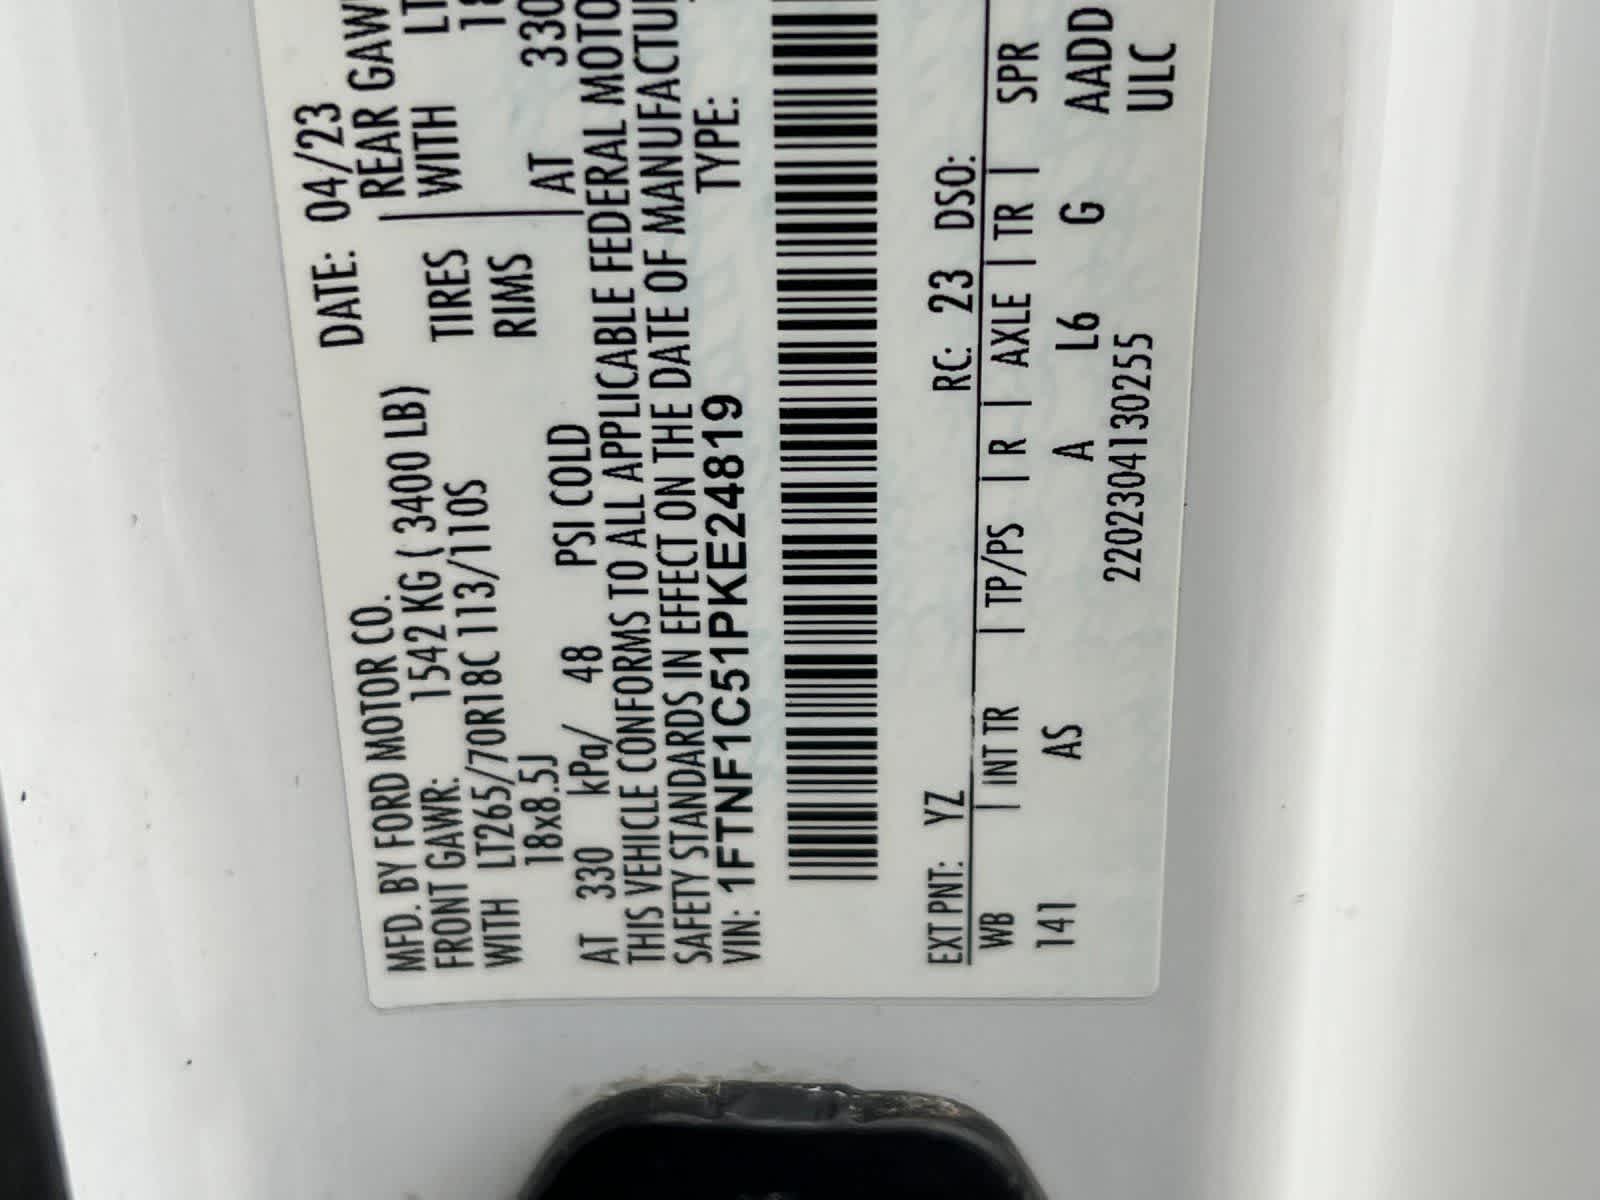 MFD. BY FORD MOTOR CO. DATE: 04/23
FRONT GAWR: 1542 KG ( 3400 LB) REAR GAW
WITH LT265/70R18C 113/110S TIRES WITH LT
18x8.5J RIMS 18
AT 330 kPa/ 48 PSI COLD AT 330
THIS VEHICLE CONFORMS TO ALL APPLICABLE FEDERAL MOTO
SAFETY STANDARDS IN EFFECT ON THE DATE OF MANUFACTU
VIN: 1FTNF1C51PKE24819 TYPE:
EXT PNT: YZ RC: 23 DSO:
WB | INT TR | TP/PS | R | AXLE | TR | SPR
141 AS A L6 G AADD
2202304130255 ULC